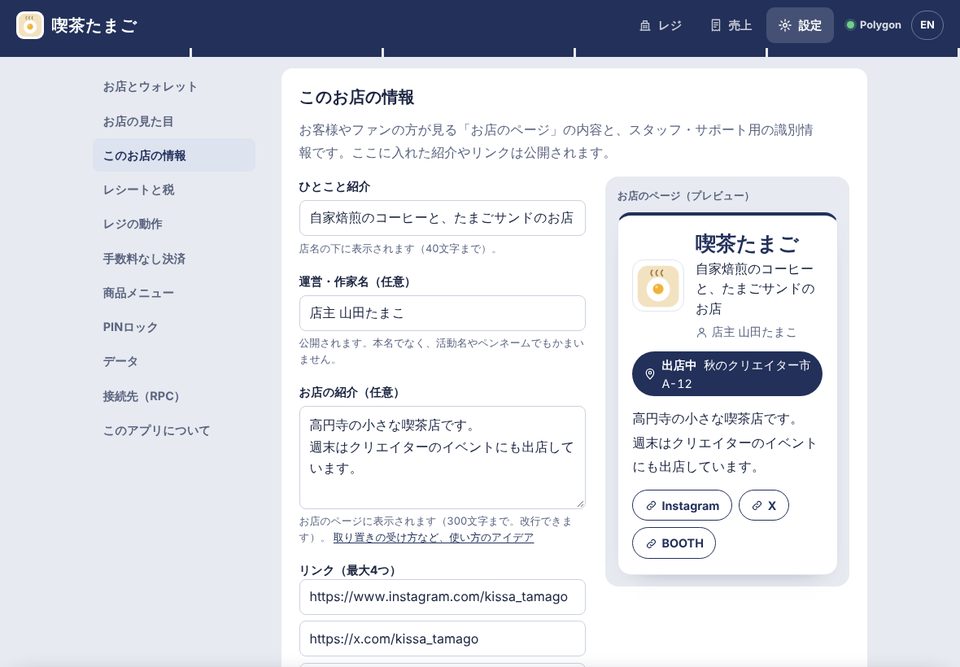 喫茶たまご
レジ
売上
設定
Polygon
EN
お店とウォレット
お店の見た目
このお店の情報
レシートと税
レジの動作
手数料なし決済
商品メニュー
PINロック
データ
接続先（RPC）
このアプリについて
このお店の情報
お客様やファンの方が見る「お店のページ」の内容と、スタッフ・サポート用の識別情
報です。ここに入れた紹介やリンクは公開されます。
ひとこと紹介
自家焙煎のコーヒーと、たまごサンドのお店
店名の下に表示されます（40文字まで）。
運営・作家名（任意）
店主 山田たまこ
公開されます。本名でなく、活動名やペンネームでもかまい
ません。
お店の紹介（任意）
高円寺の小さな喫茶店です。
週末はクリエイターのイベントにも出店して
います。
お店のページに表示されます（300文字まで。改行できま
す）。 取り置きの受け方など、使い方のアイデア
リンク（最大4つ）
https://www.instagram.com/kissa_tamago
https://x.com/kissa_tamago
お店のページ（プレビュー）
喫茶たまご
自家焙煎のコーヒー
と、たまごサンドの
お店
店主 山田たまこ
出店中 秋のクリエイター市
A-12
高円寺の小さな喫茶店です。
週末はクリエイターのイベント
にも出店しています。
Instagram
X
BOOTH